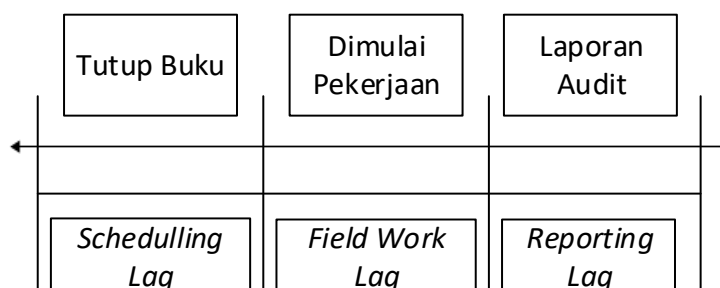 Tutup Buku
Dimulai
Pekerjaan
Laporan
Audit
Schedulling
Lag
Field Work
Lag
Reporting
Lag